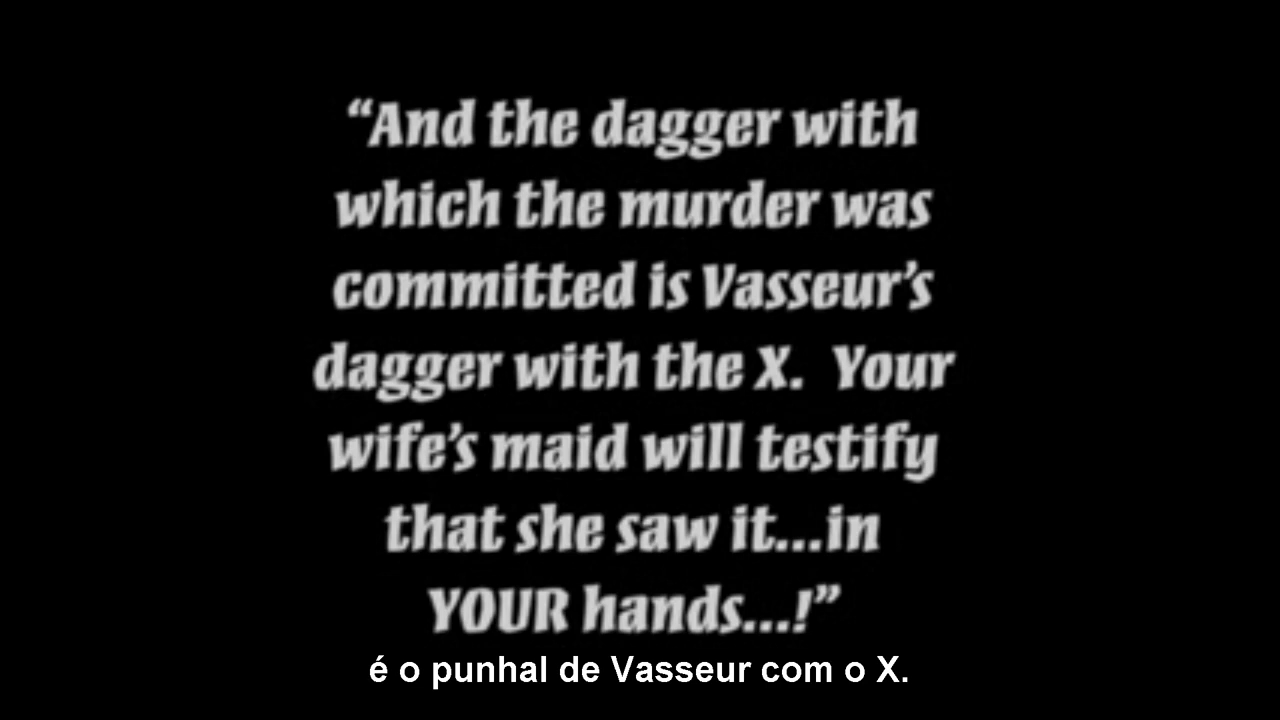 “And the dagger with
which the murder was
committed is Vasseur’s
dagger with the X.  Your
wife’s maid will testify
that she saw it...in
YOUR hands...!”
é o punhal de Vasseur com o X.